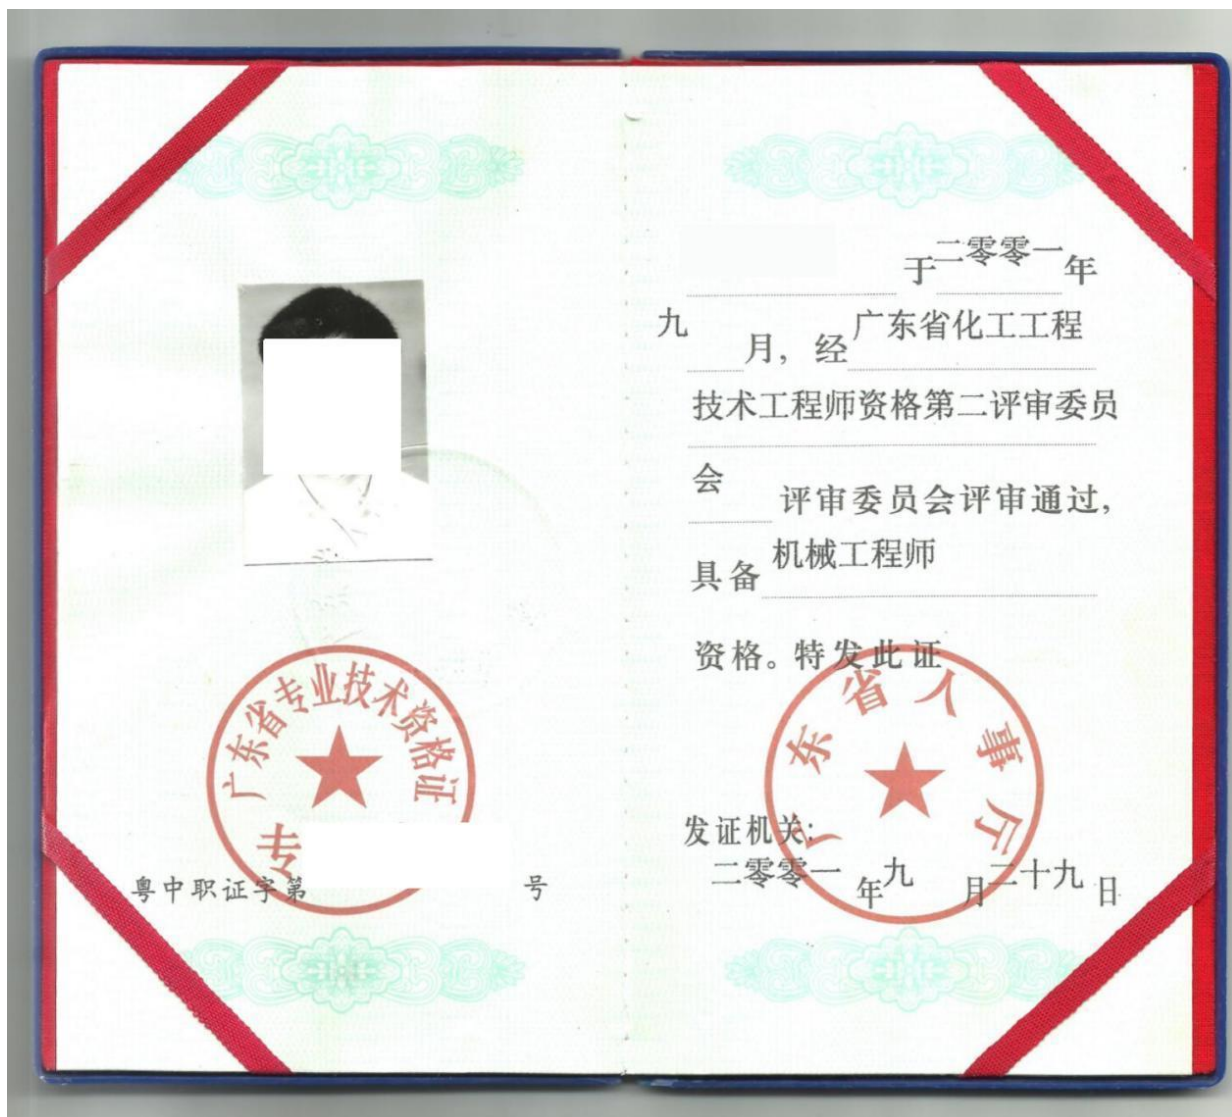 广东省专业技术资格证
专
粤中职证字第 号
于二零零一年
九月，经广东省化工工程
技术工程师资格第二评审委员
会 评审委员会评审通过，
具备机械工程师
资格。特发此证
广东省人事厅
发证机关：
二零零一年九月二十九日